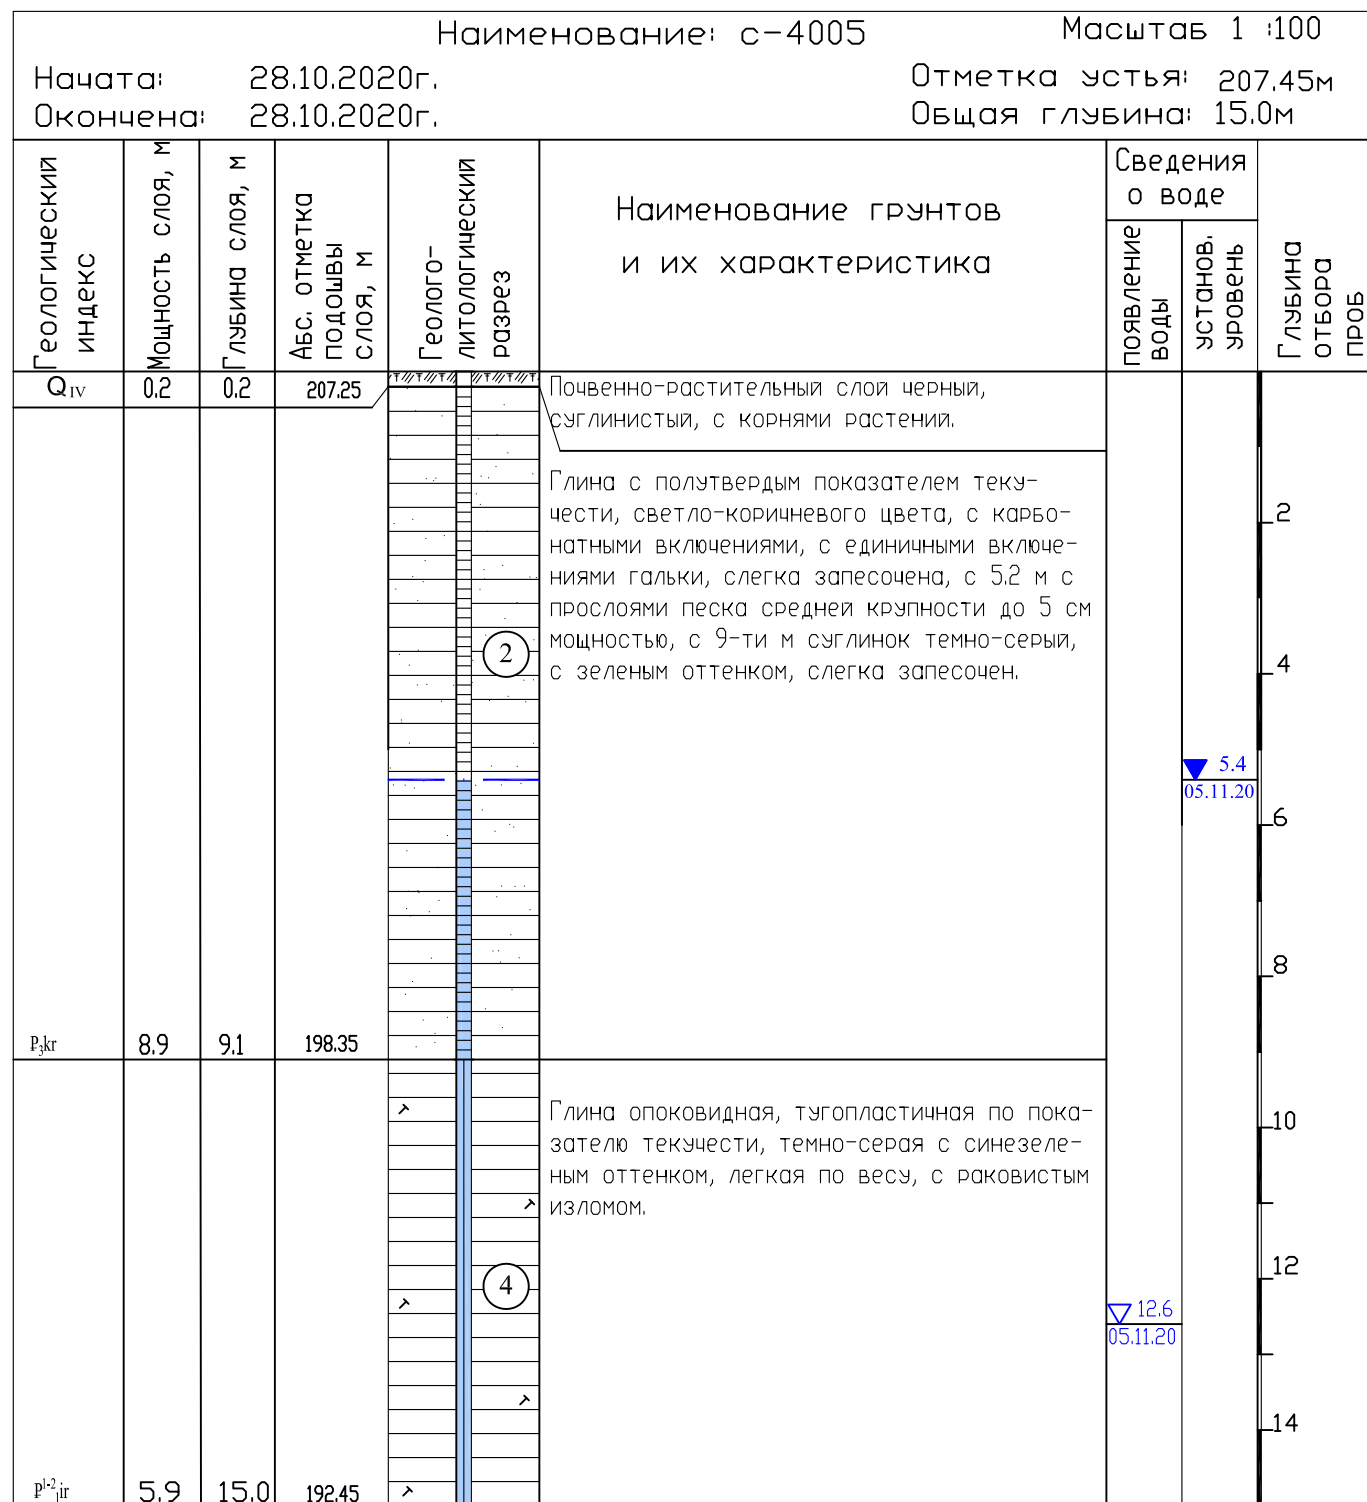 Наименование: с-4005
Масштаб 1:100
Начата: 28.10.2020г.
Отметка устья: 207.45м
Окончена: 28.10.2020г.
Общая глубина: 15.0м
Геологический
индекс
Мощность слоя, м
Глубина слоя, м
Абс. отметка
подошвы
слоя, м
Геолого-
литологический
разрез
Наименование грунтов
и их характеристика
Сведения
о воде
появление
воды
установ.
уровень
Глубина
отбора
проб
QIV 0.2 0.2 207.25
Почвенно-растительный слой черный,
суглинистый, с корнями растений.
Глина с полутвердым показателем теку-
чести, светло-коричневого цвета, с карбо-
натными включениями, с единичными включе-
ниями гальки, слегка запесочена, с 5.2 м с
прослоями песка средней крупности до 5 см
мощностью, с 9-ти м суглинок темно-серый,
с зеленым оттенком, слегка запесочен.
2
2
4
5.4
05.11.20
6
8
₽₃kr 8.9 9.1 198.35
Глина опоковидная, тугопластичная по пока-
зателю текучести, темно-серая с синезеле-
ным оттенком, легкая по весу, с раковистым
изломом.
10
4
12
12.6
05.11.20
14
₽¹⁻²₁ir 5.9 15.0 192.45